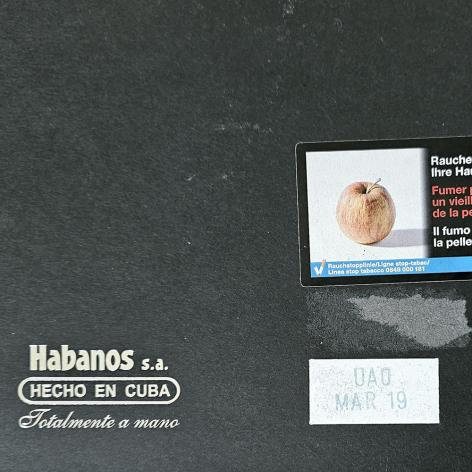 Rauche
Ihre Hau
Fumer
un vieill
de la pe
Il fumo
la pelle
Rauchstopplinie/Ligne stop-tabac/
Linea stop tabacco 0848 000 181
Habanos s.a.
HECHO EN CUBA
Totalmente a mano
OAO
MAR 19